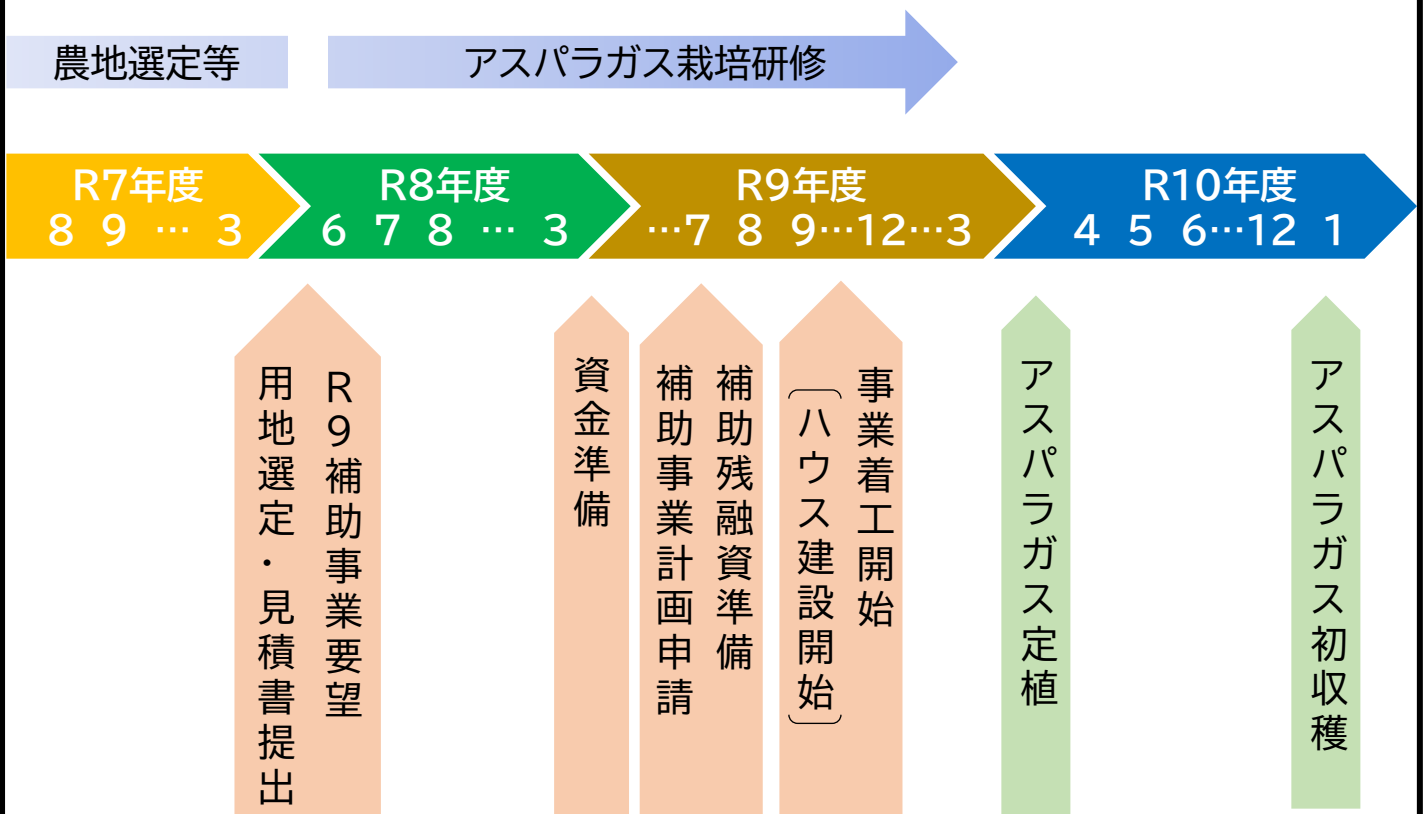 農地選定等
アスパラガス栽培研修
R7年度
8 9 … 3
R8年度
6 7 8 … 3
R9年度
…7 8 9…12…3
R10年度
4 5 6…12 1
R9補助事業要望
用地選定・見積書提出
資金準備
補助残融資準備
補助事業計画申請
事業着工開始
〔ハウス建設開始〕
アスパラガス定植
アスパラガス初収穫